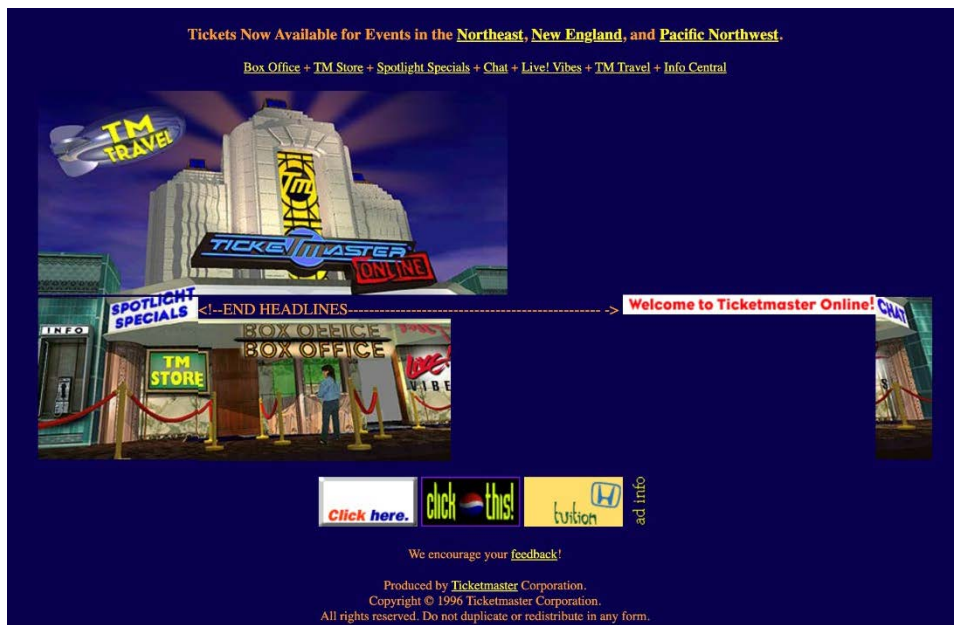 Tickets Now Available for Events in the Northeast, New England, and Pacific Northwest.
Box Office + TM Store + Spotlight Specials + Chat + Live! Vibes + TM Travel + Info Central
TM
TRAVEL
TM
TICKETMASTER
ONLINE
SPOTLIGHT
SPECIALS
<!--END HEADLINES------------------------------------------------- ->
Welcome to Ticketmaster Online!
CHAT
INFO
BOX OFFICE
BOX OFFICE
TM
STORE
LIVE!
VIBE
S
Click here.
click this!
tuition
ad info
We encourage your feedback!
Produced by Ticketmaster Corporation.
Copyright © 1996 Ticketmaster Corporation.
All rights reserved. Do not duplicate or redistribute in any form.